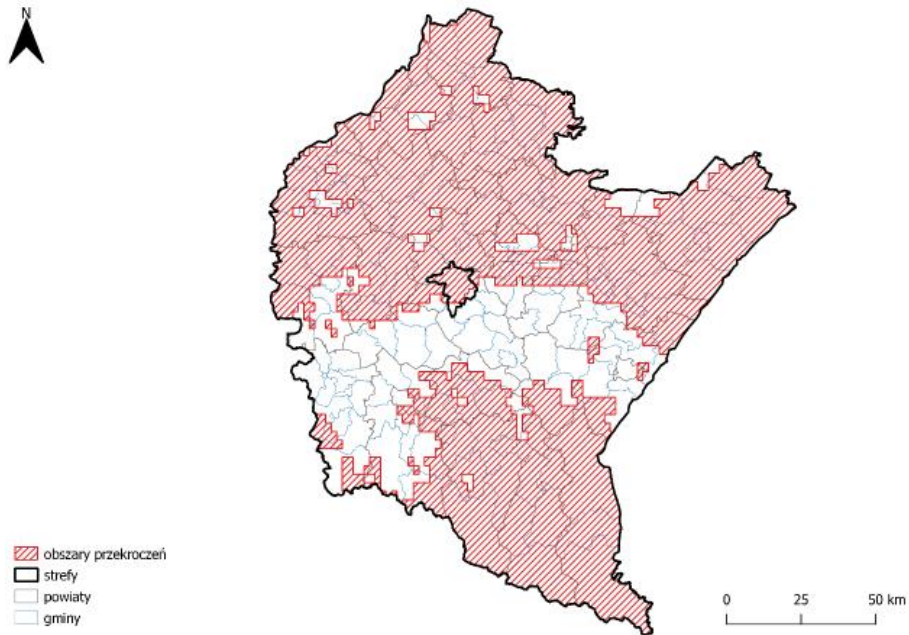 N
obszary przekroczeń
strefy
powiaty
gminy
0 25 50 km